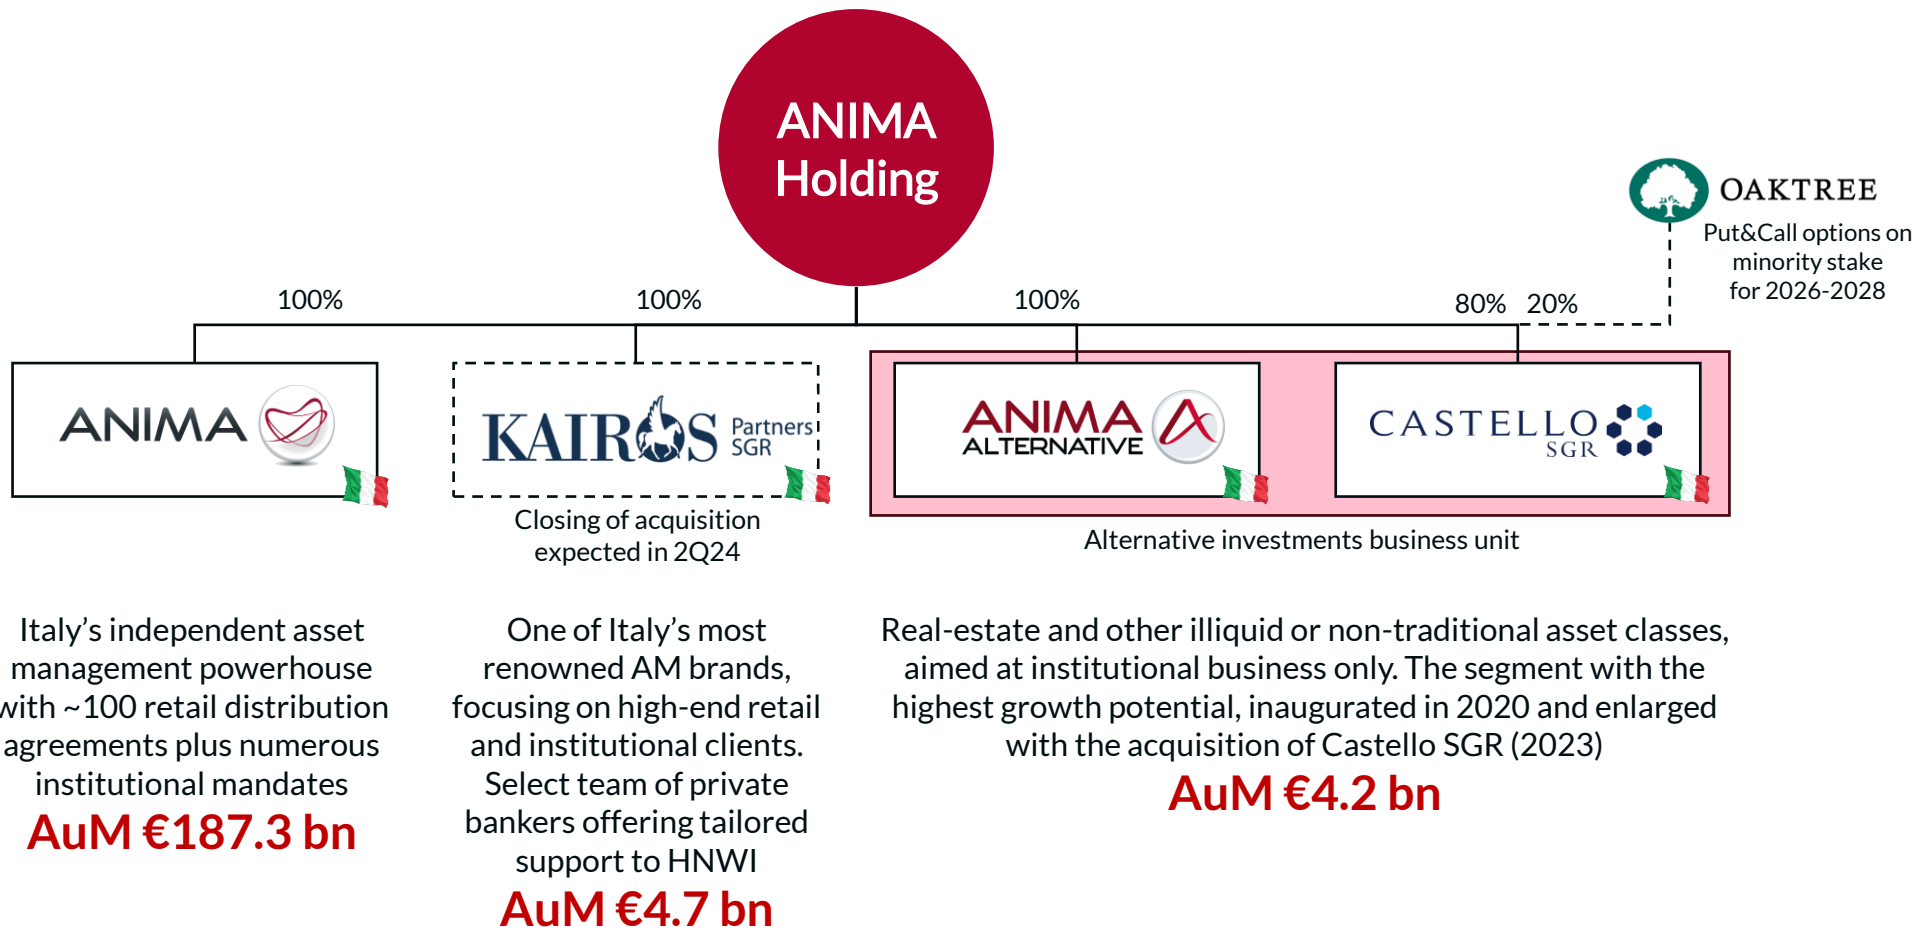 ANIMA
Holding
OAKTREE
Put&Call options on
minority stake
for 2026-2028
100%
100%
100%
80%
20%
ANIMA
KAIROS
Partners
SGR
ANIMA
ALTERNATIVE
CASTELLO
SGR
Closing of acquisition
expected in 2Q24
Alternative investments business unit
Italy’s independent asset
management powerhouse
with ~100 retail distribution
agreements plus numerous
institutional mandates
AuM €187.3 bn
One of Italy’s most
renowned AM brands,
focusing on high-end retail
and institutional clients.
Select team of private
bankers offering tailored
support to HNWI
AuM €4.7 bn
Real-estate and other illiquid or non-traditional asset classes,
aimed at institutional business only. The segment with the
highest growth potential, inaugurated in 2020 and enlarged
with the acquisition of Castello SGR (2023)
AuM €4.2 bn